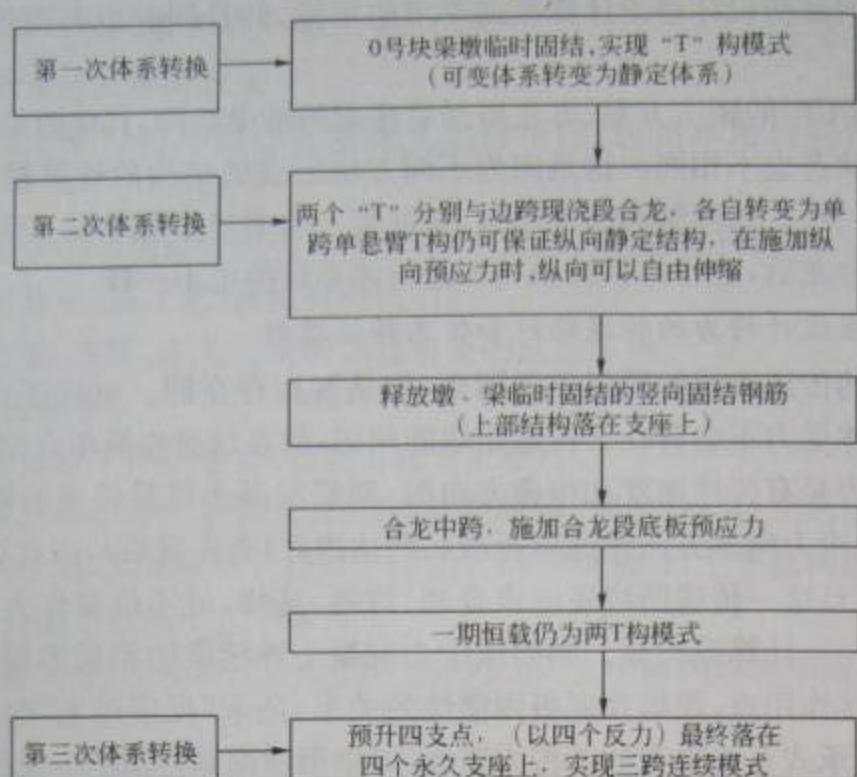 第一次体系转换
0号块梁墩临时固结,实现“T”构模式
(可变体系转变为静定体系)
第二次体系转换
两个“T”分别与边跨现浇段合龙，各自转变为单
跨单悬臂T构仍可保证纵向静定结构，在施加纵
向预应力时,纵向可以自由伸缩
释放墩、梁临时固结的竖向固结钢筋
(上部结构落在支座上)
合龙中跨，施加合龙段底板预应力
一期恒载仍为两T构模式
第三次体系转换
预升四支点，(以四个反力)最终落在
四个永久支座上，实现三跨连续模式